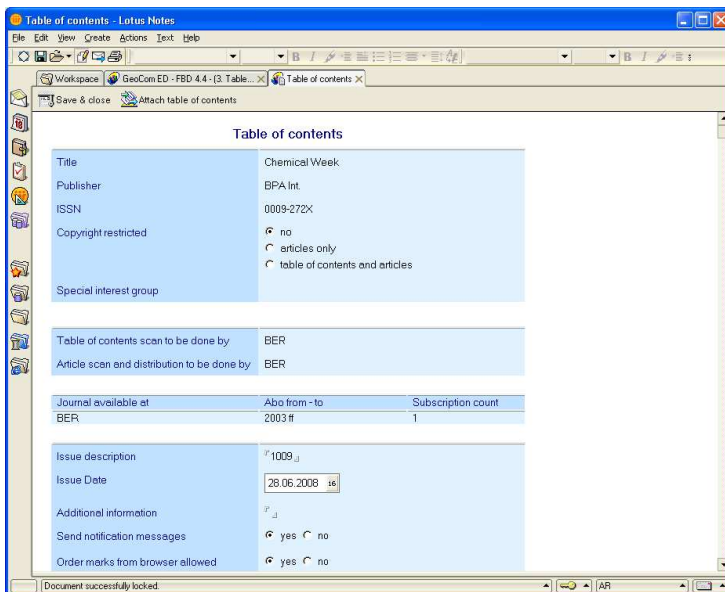 Table of contents - Lotus Notes
File Edit View Create Actions Text Help
B I
B I
Workspace GeoCom ED - FBD 4.4 - (3. Table... Table of contents
Save & close Attach table of contents
Table of contents
Title Chemical Week
Publisher BPA Int.
ISSN 0009-272X
Copyright restricted no
articles only
table of contents and articles
Special interest group
Table of contents scan to be done by BER
Article scan and distribution to be done by BER
Journal available at Abo from - to Subscription count
BER 2003 ff 1
Issue description 1009
Issue Date 28.06.2008 16
Additional information
Send notification messages yes no
Order marks from browser allowed yes no
Document successfully locked. AR